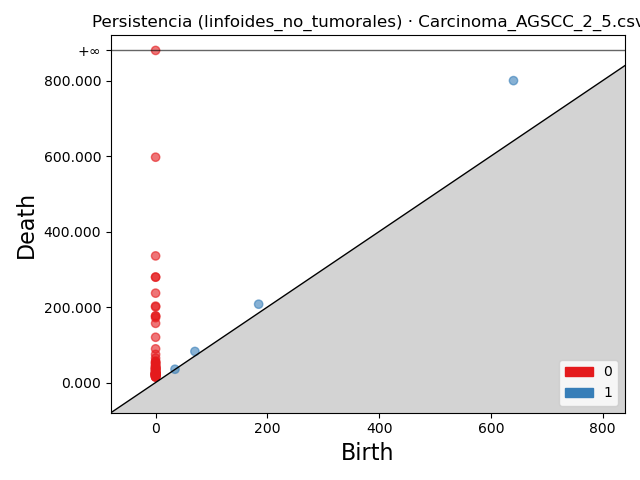 Persistencia (linfoides_no_tumorales) · Carcinoma_AGSCC_2_5.csv
+∞
800.000
600.000
400.000
200.000
0.000
Death
0
1
0 200 400 600 800
Birth